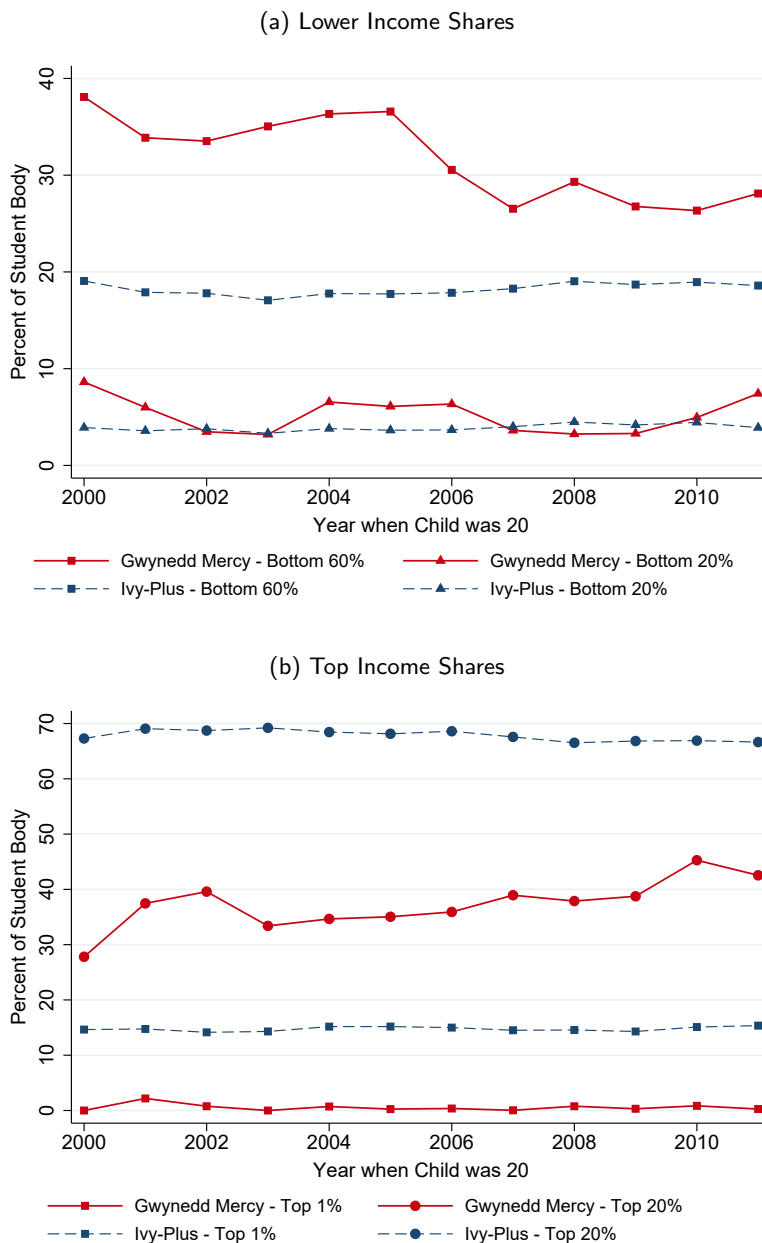 (a) Lower Income Shares
Percent of Student Body
40
30
20
10
0
2000 2002 2004 2006 2008 2010
Year when Child was 20
Gwynedd Mercy - Bottom 60% Gwynedd Mercy - Bottom 20%
Ivy-Plus - Bottom 60% Ivy-Plus - Bottom 20%
(b) Top Income Shares
Percent of Student Body
70
60
50
40
30
20
10
0
2000 2002 2004 2006 2008 2010
Year when Child was 20
Gwynedd Mercy - Top 1% Gwynedd Mercy - Top 20%
Ivy-Plus - Top 1% Ivy-Plus - Top 20%